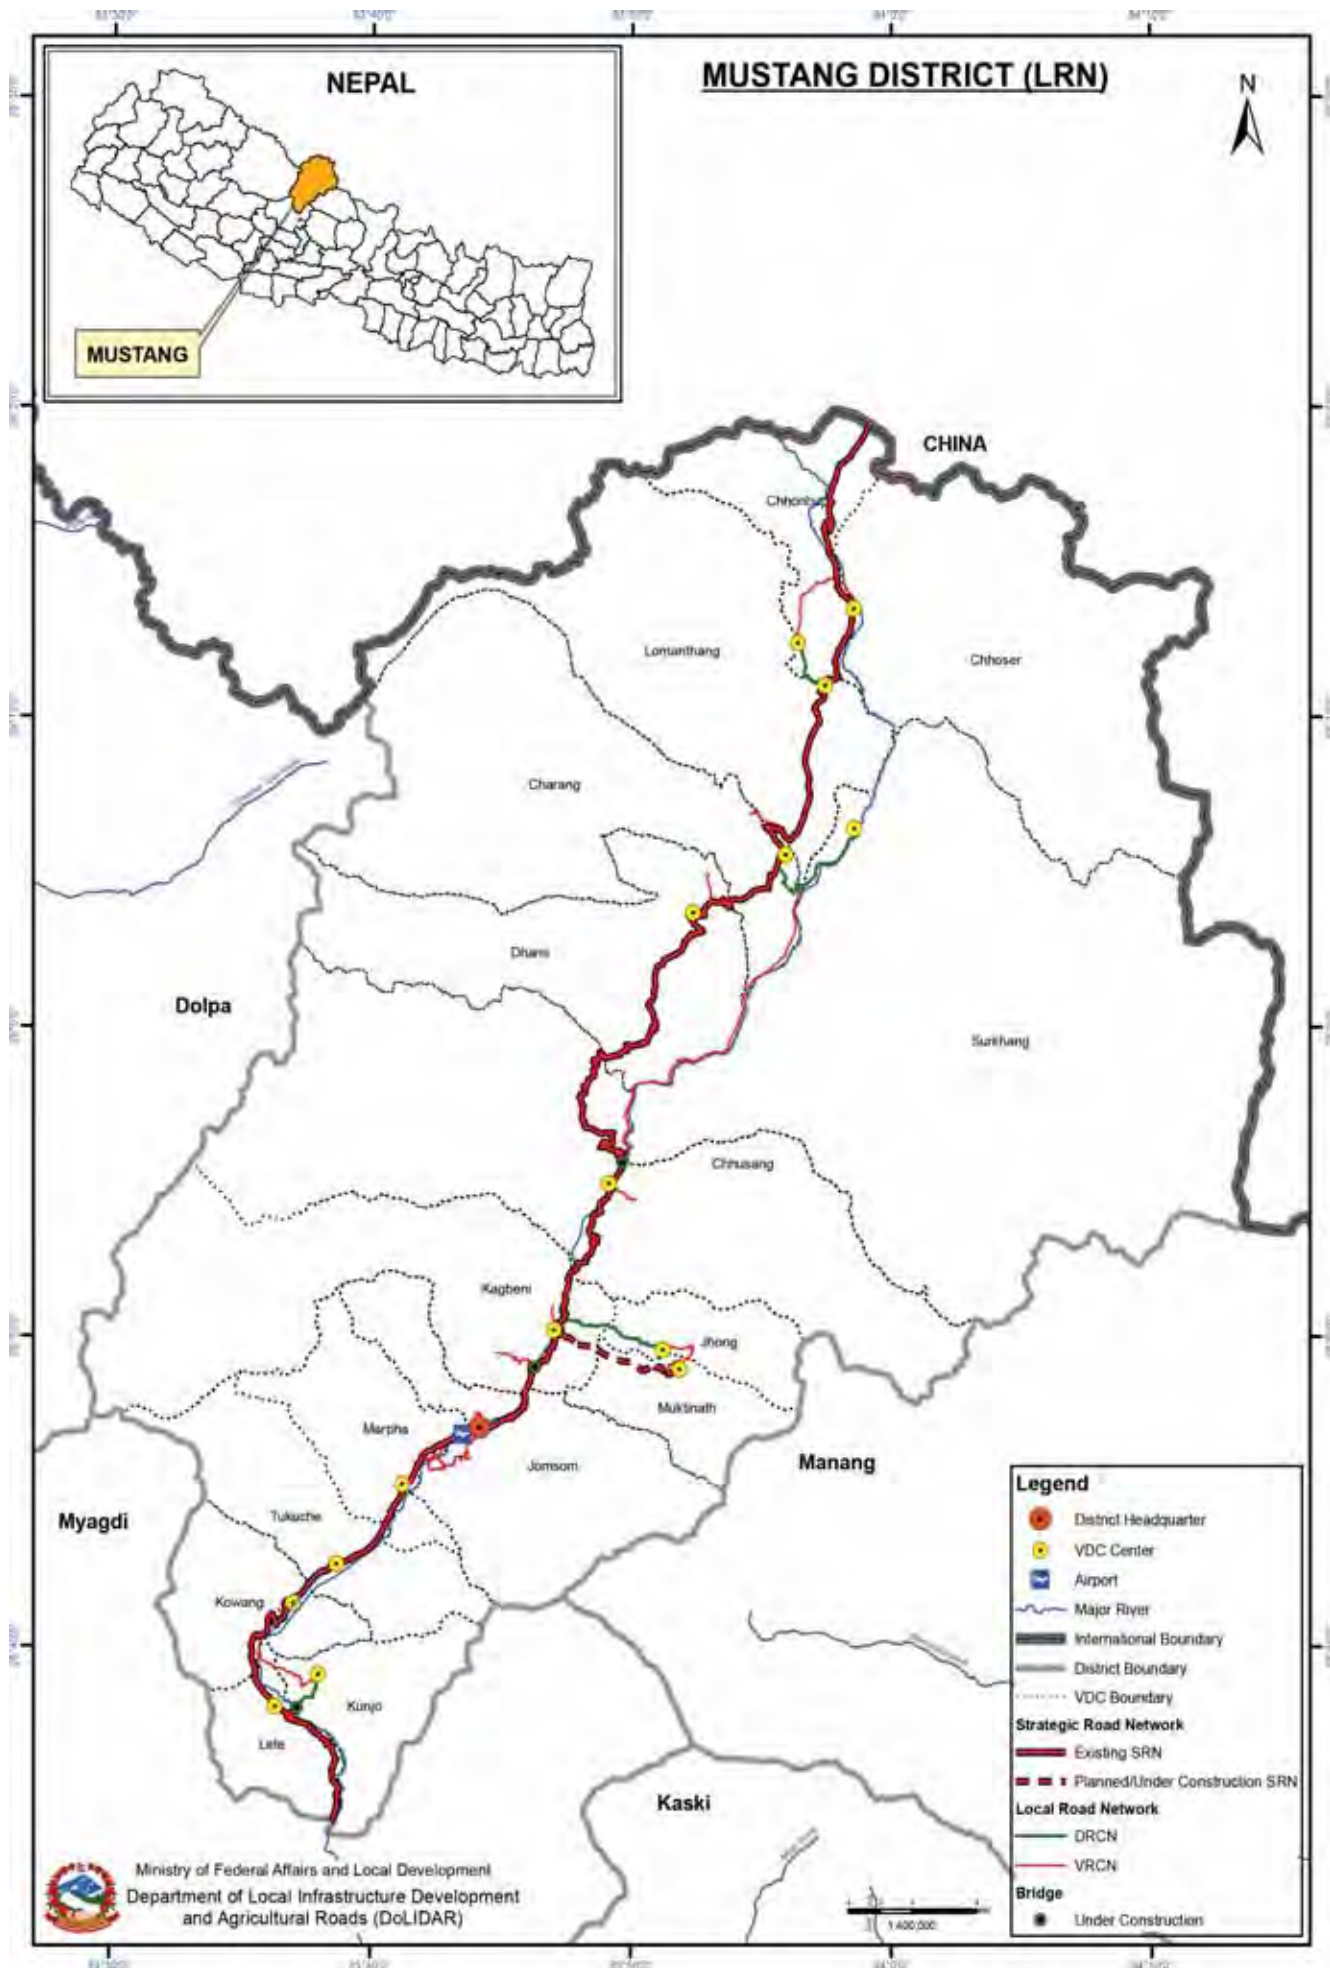 MUSTANG DISTRICT (LRN)
N
NEPAL
MUSTANG
CHINA
Lomanthang
Chhoser
Charang
Dhami
Dolpa
Surkhang
Chhusang
Kagbeni
Jhong
Muktinath
Marpha
Jomsom
Manang
Myagdi
Tukuche
Kowang
Kunjo
Lete
Kaski
Legend
District Headquarter
VDC Center
Airport
Major River
International Boundary
District Boundary
VDC Boundary
Strategic Road Network
Existing SRN
Planned/Under Construction SRN
Local Road Network
DRCN
VRCN
Bridge
Under Construction
Ministry of Federal Affairs and Local Development
Department of Local Infrastructure Development
and Agricultural Roads (DoLIDAR)
1:400,000